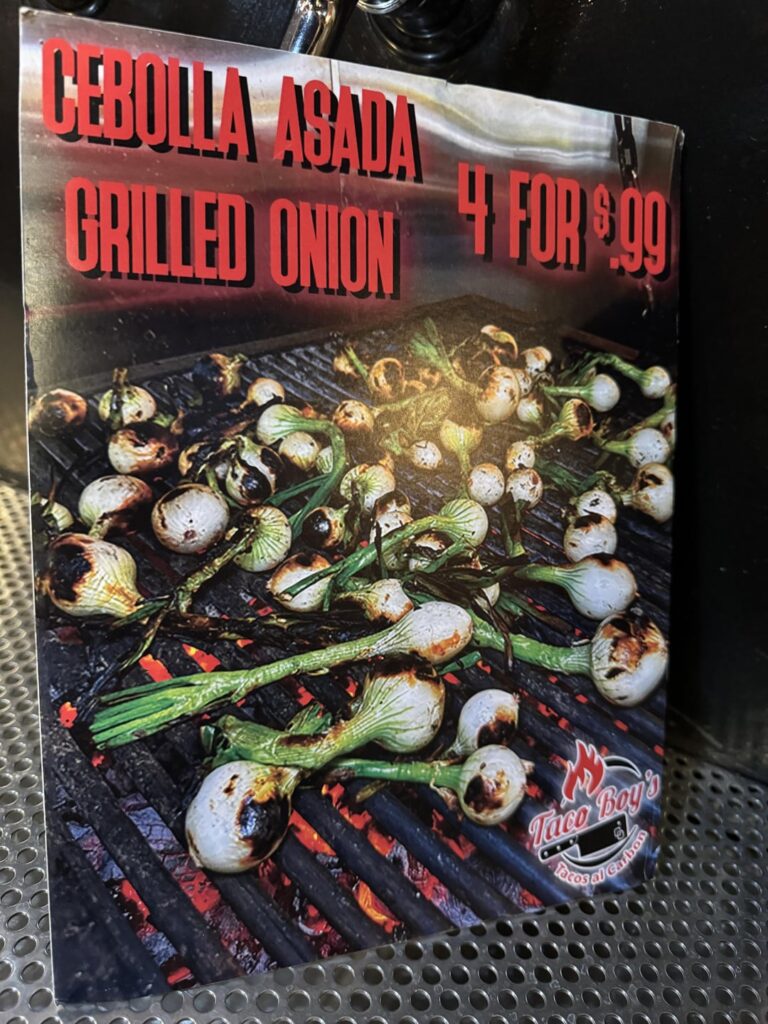 CEBOLLA ASADA
GRILLED ONION
4 FOR $.99
Taco Boy's
Tacos al Carbon